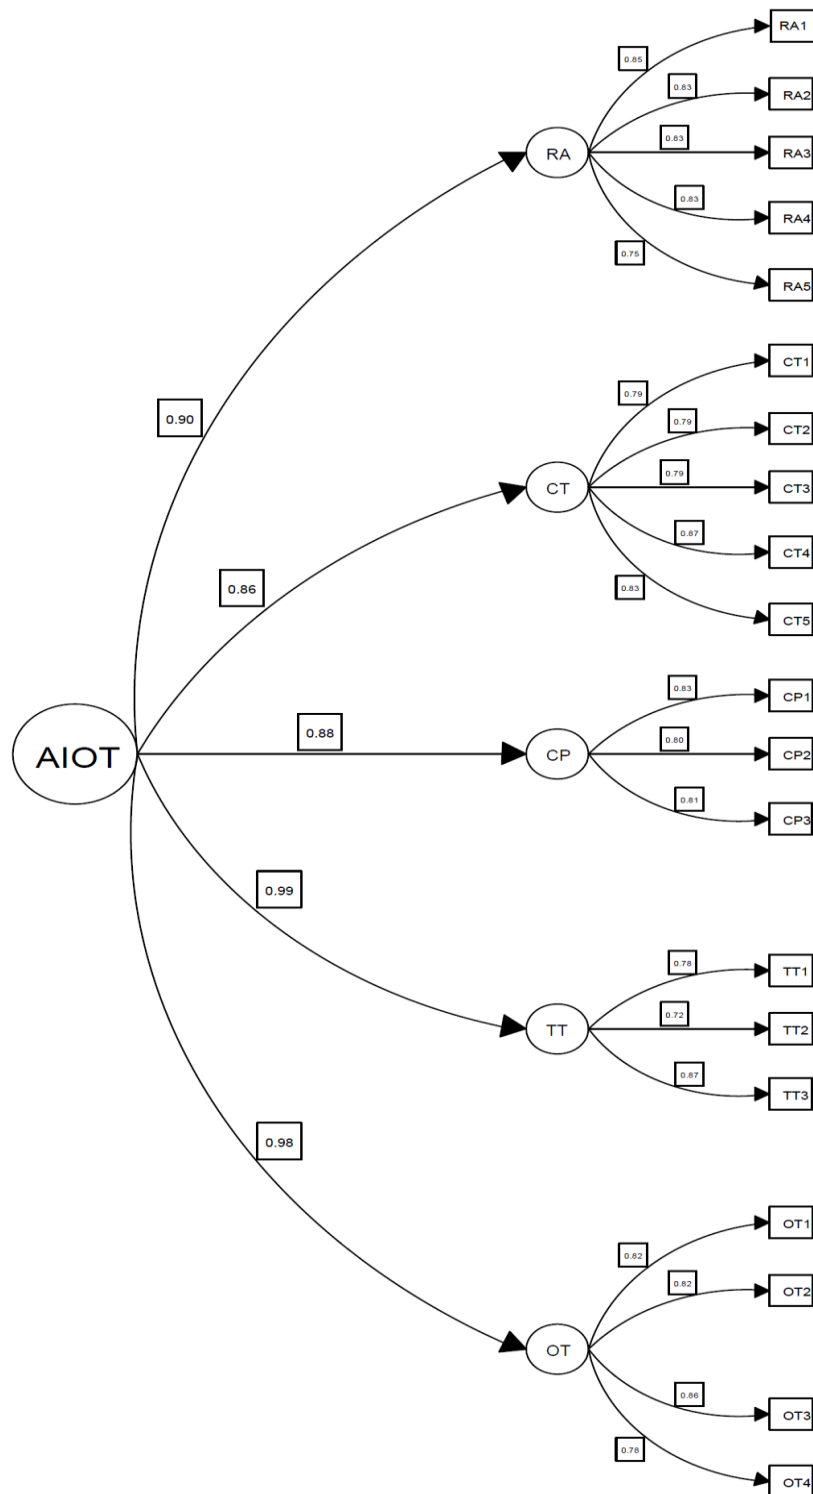 RA1
0.85
0.83
RA2
0.83
RA
RA3
0.83
RA4
0.75
RA5
CT1
0.79
0.90
0.79
CT2
0.79
CT
CT3
0.87
CT4
0.86
0.83
CT5
0.83
CP1
0.88
0.80
AIOT
CP
CP2
0.81
CP3
0.99
0.78
TT1
0.72
TT
TT2
0.87
TT3
0.98
OT1
0.82
0.82
OT2
OT
0.86
OT3
0.78
OT4